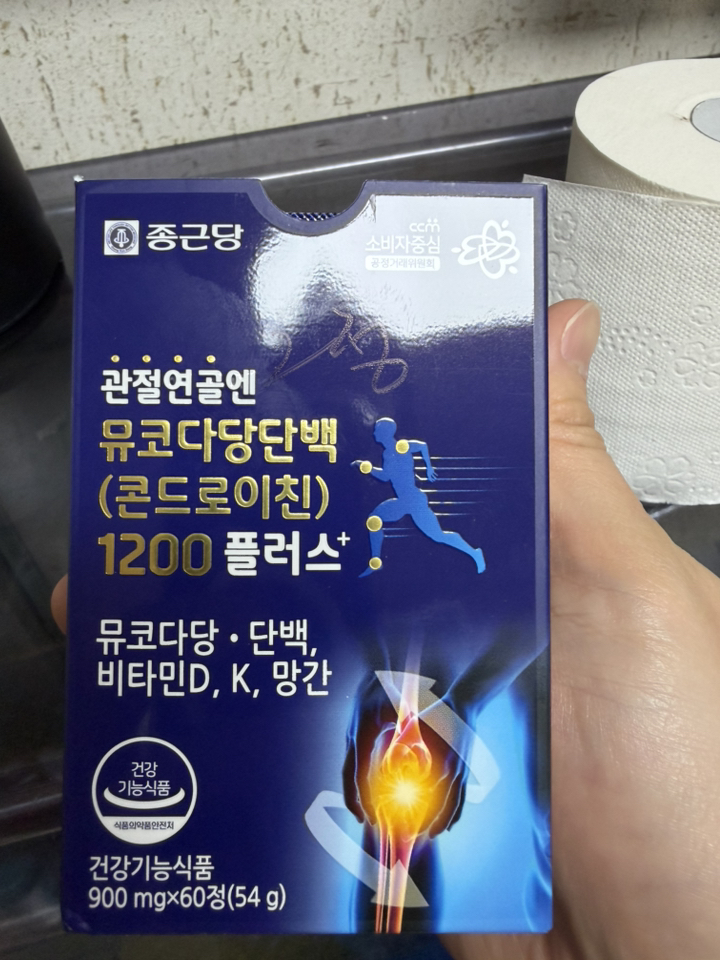 종근당
ccm
소비자중심
공정거래위원회
관절연골엔
뮤코다당단백
(콘드로이친)
1200 플러스+
뮤코다당·단백,
비타민D, K, 망간
건강
기능식품
식품의약품안전처
건강기능식품
900 mg×60정(54 g)